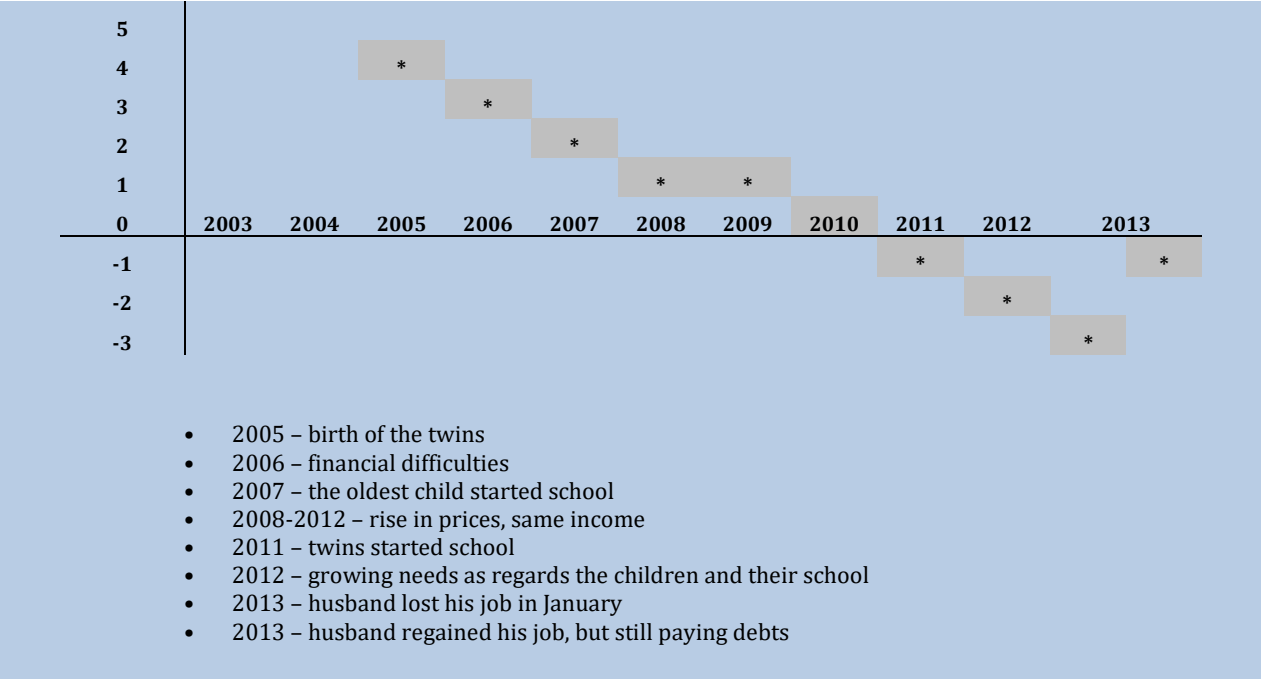 5
4 *
3 *
2 *
1 * *
0 2003 2004 2005 2006 2007 2008 2009 2010 2011 2012 2013
-1 * *
-2 *
-3 *
• 2005 – birth of the twins
• 2006 – financial difficulties
• 2007 – the oldest child started school
• 2008-2012 – rise in prices, same income
• 2011 – twins started school
• 2012 – growing needs as regards the children and their school
• 2013 – husband lost his job in January
• 2013 – husband regained his job, but still paying debts